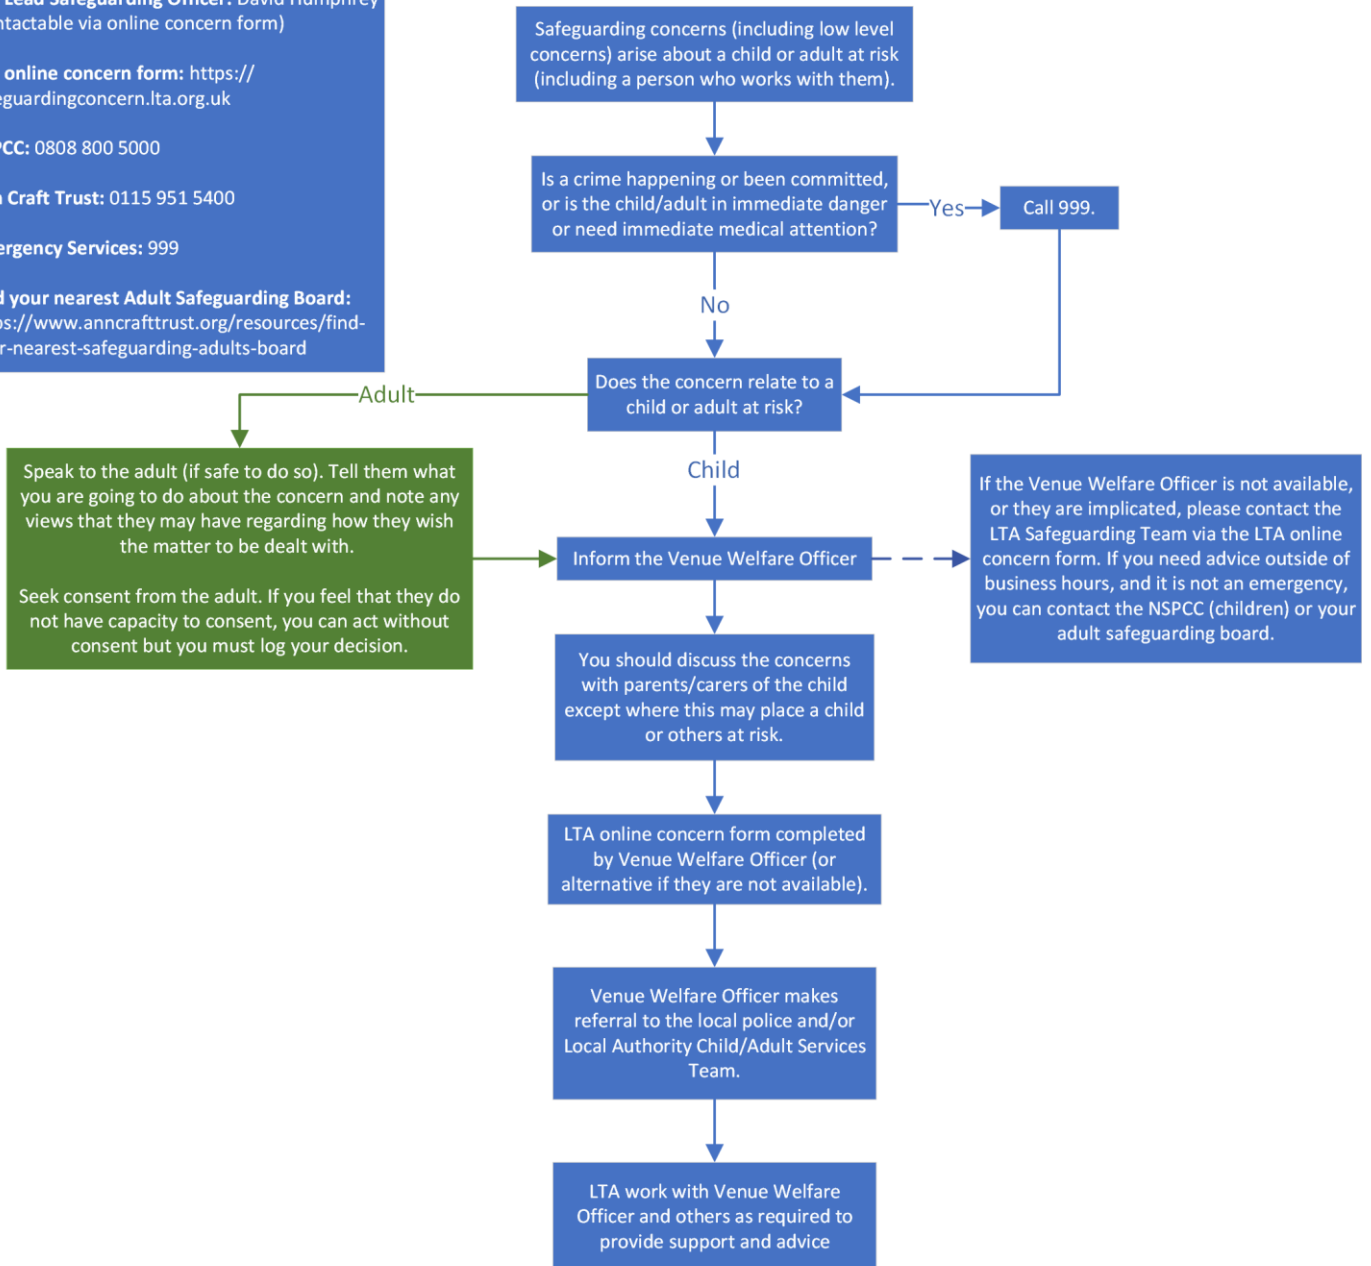 Lead Safeguarding Officer: David Humphrey
ntactable via online concern form)
online concern form: https://
eguardingconcern.lta.org.uk
PCC: 0808 800 5000
n Craft Trust: 0115 951 5400
ergency Services: 999
d your nearest Adult Safeguarding Board:
ps://www.anncrafttrust.org/resources/find-
r-nearest-safeguarding-adults-board
Safeguarding concerns (including low level
concerns) arise about a child or adult at risk
(including a person who works with them).
Is a crime happening or been committed,
or is the child/adult in immediate danger
or need immediate medical attention?
Yes
Call 999.
No
Does the concern relate to a
child or adult at risk?
Adult
Child
Speak to the adult (if safe to do so). Tell them what
you are going to do about the concern and note any
views that they may have regarding how they wish
the matter to be dealt with.
Seek consent from the adult. If you feel that they do
not have capacity to consent, you can act without
consent but you must log your decision.
Inform the Venue Welfare Officer
If the Venue Welfare Officer is not available,
or they are implicated, please contact the
LTA Safeguarding Team via the LTA online
concern form. If you need advice outside of
business hours, and it is not an emergency,
you can contact the NSPCC (children) or your
adult safeguarding board.
You should discuss the concerns
with parents/carers of the child
except where this may place a child
or others at risk.
LTA online concern form completed
by Venue Welfare Officer (or
alternative if they are not available).
Venue Welfare Officer makes
referral to the local police and/or
Local Authority Child/Adult Services
Team.
LTA work with Venue Welfare
Officer and others as required to
provide support and advice